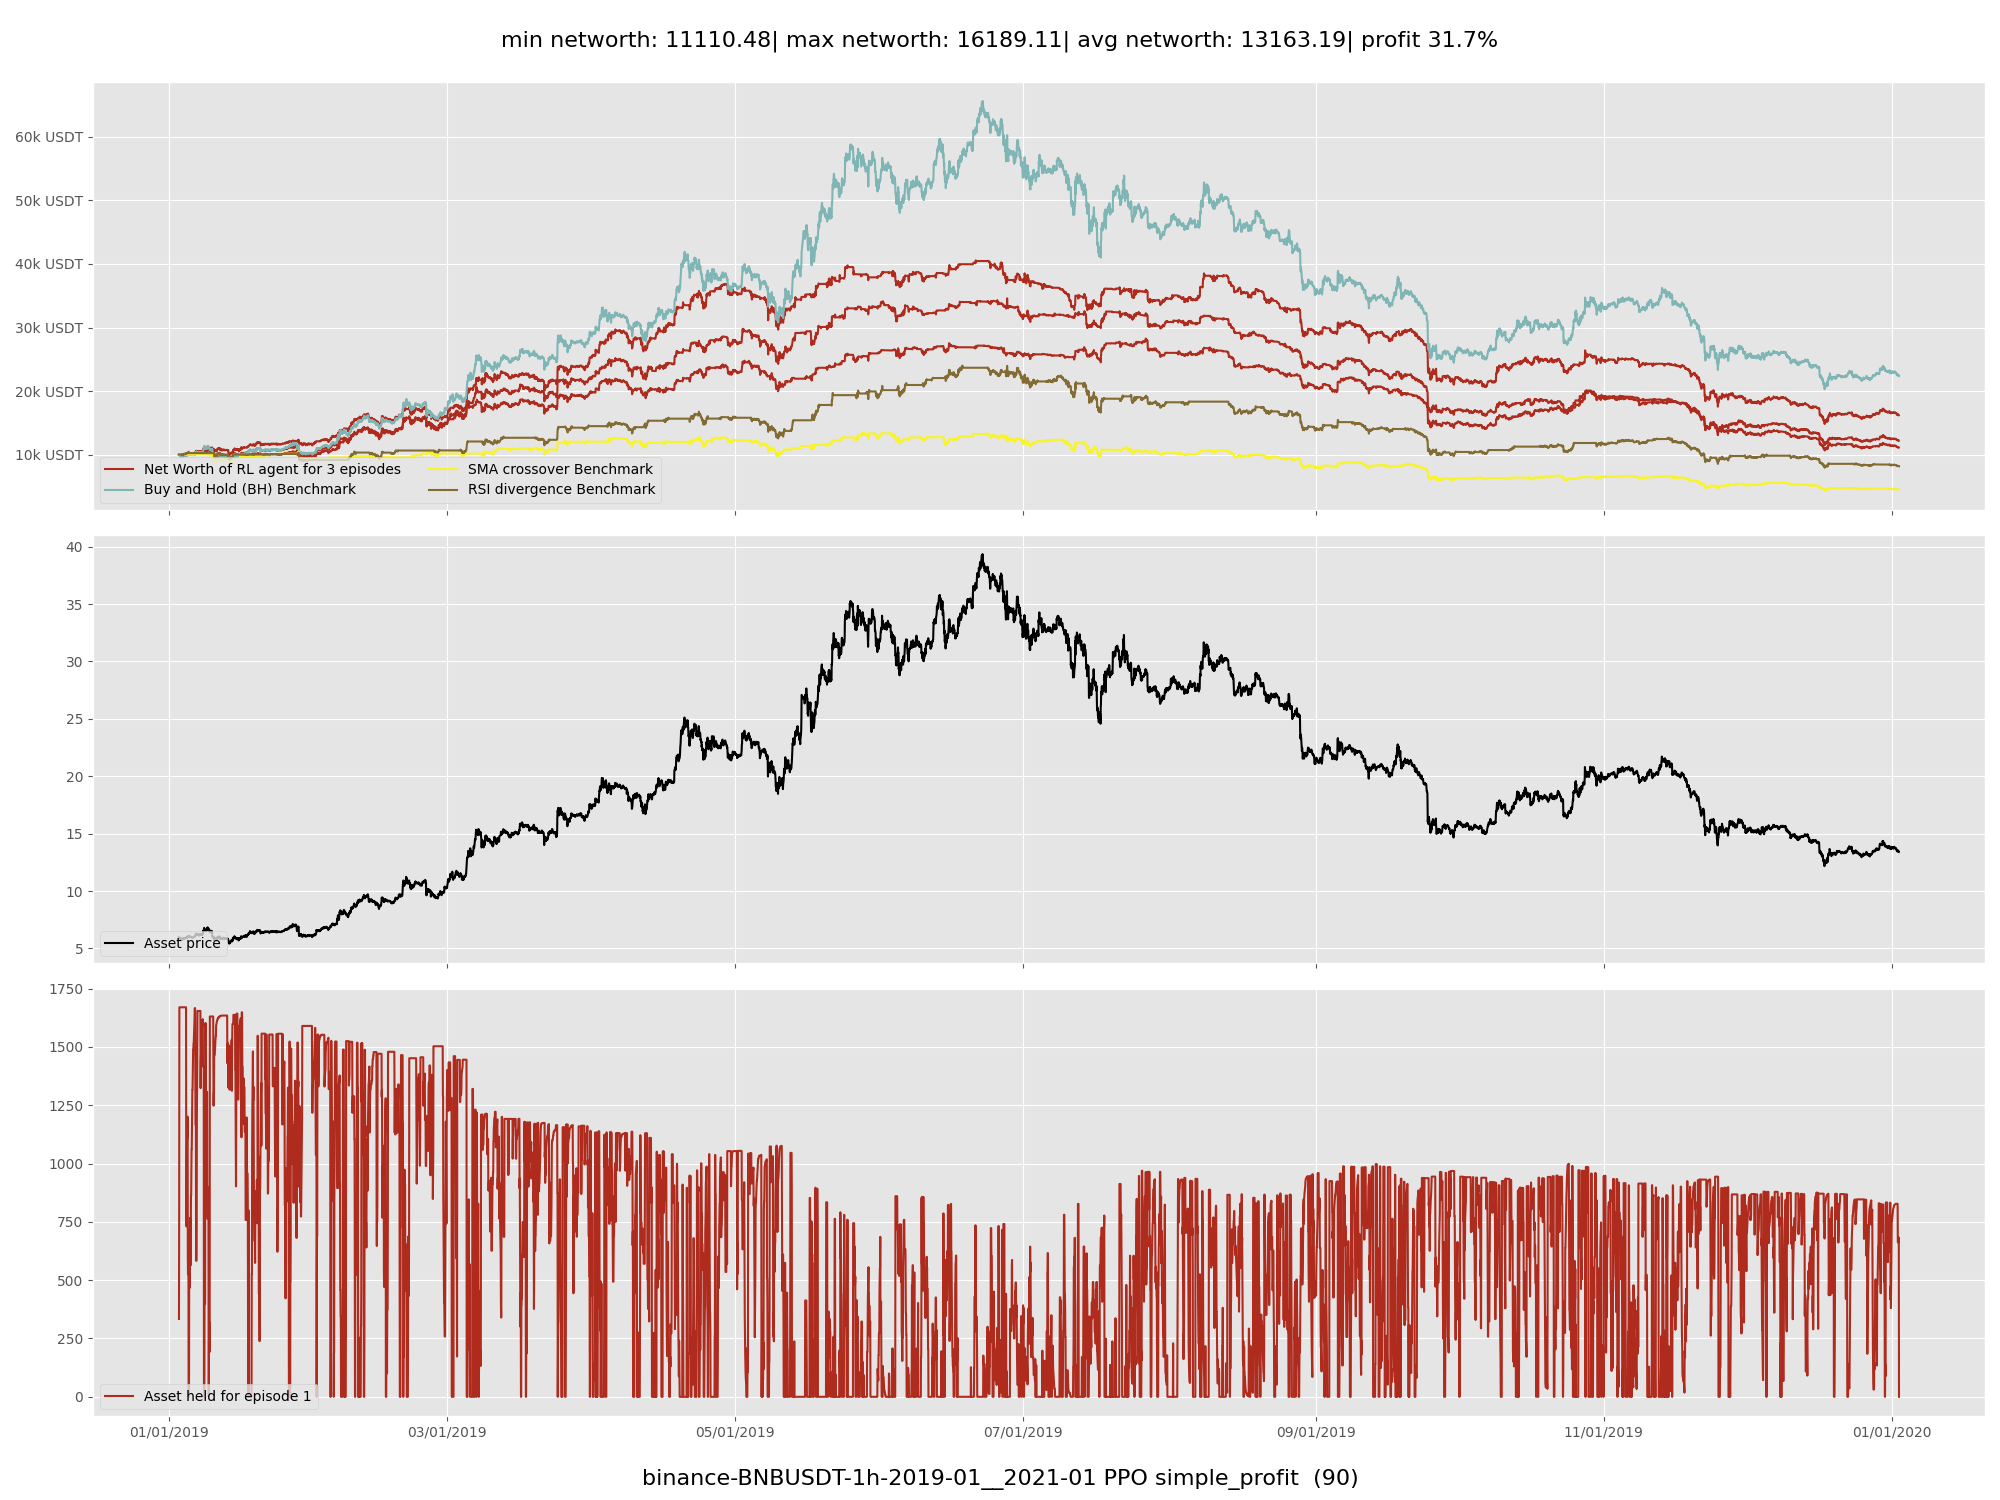 min networth: 11110.48| max networth: 16189.11| avg networth: 13163.19| profit 31.7%
60k USDT
50k USDT
40k USDT
30k USDT
20k USDT
10k USDT
Net Worth of RL agent for 3 episodes
Buy and Hold (BH) Benchmark
SMA crossover Benchmark
RSI divergence Benchmark
40
35
30
25
20
15
10
5
Asset price
1750
1500
1250
1000
750
500
250
0
Asset held for episode 1
01/01/2019 03/01/2019 05/01/2019 07/01/2019 09/01/2019 11/01/2019 01/01/2020
binance-BNBUSDT-1h-2019-01__2021-01 PPO simple_profit  (90)